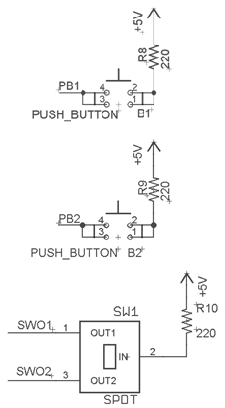 +5V
R8
220
PB1
4 2
3 1
PUSH_BUTTON B1
+5V
R9
220
PB2
4 2
3 1
PUSH_BUTTON B2
+5V
R10
220
SW1
SWO1 1 OUT1
IN 2
SWO2 3 OUT2
SPDT